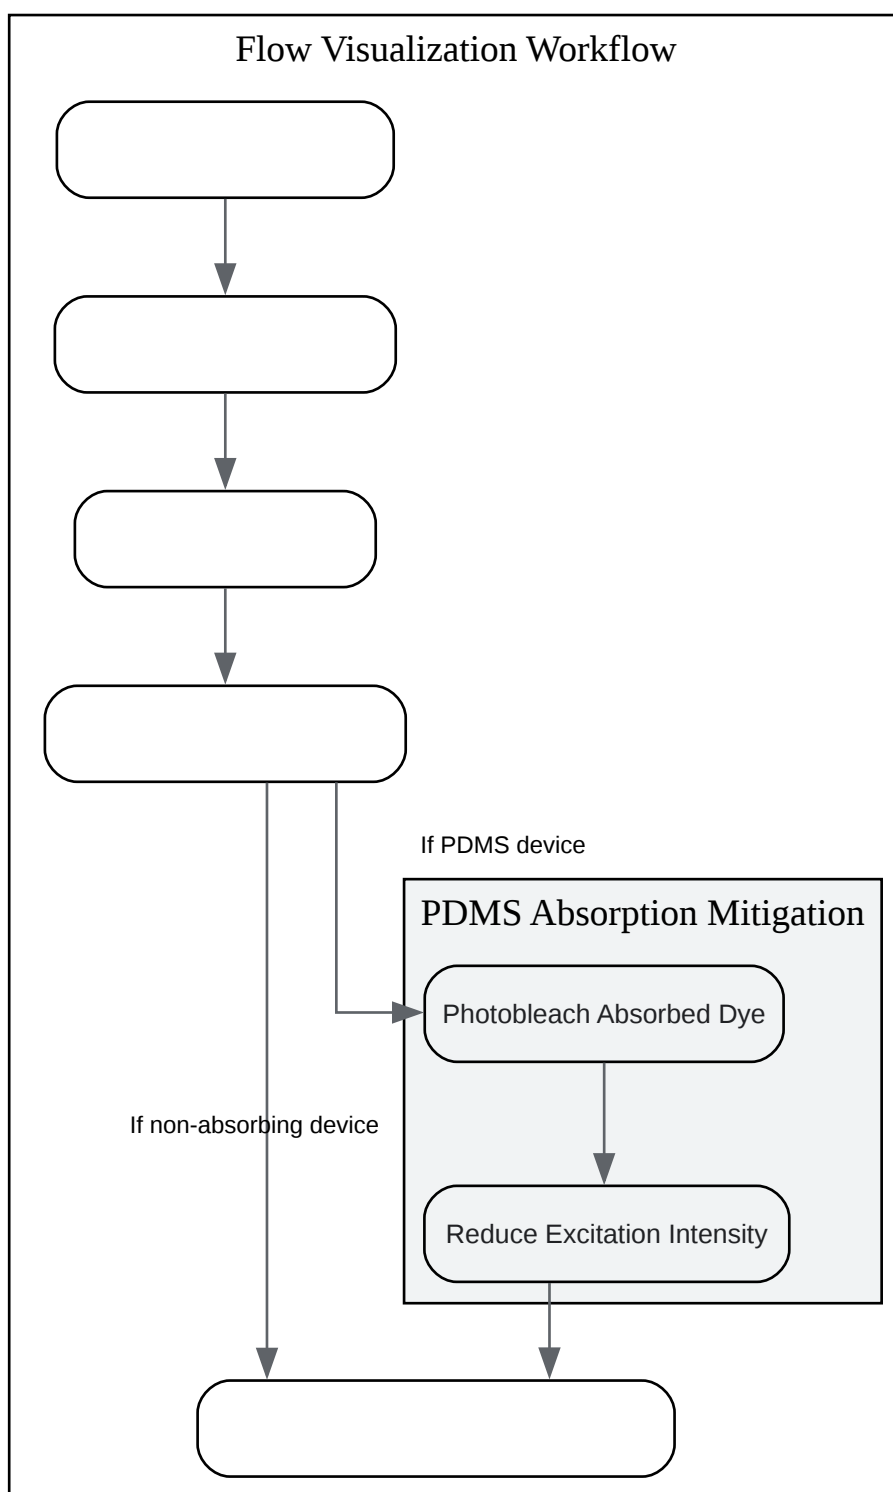 Flow Visualization Workflow
If PDMS device
PDMS Absorption Mitigation
Photobleach Absorbed Dye
If non-absorbing device
Reduce Excitation Intensity